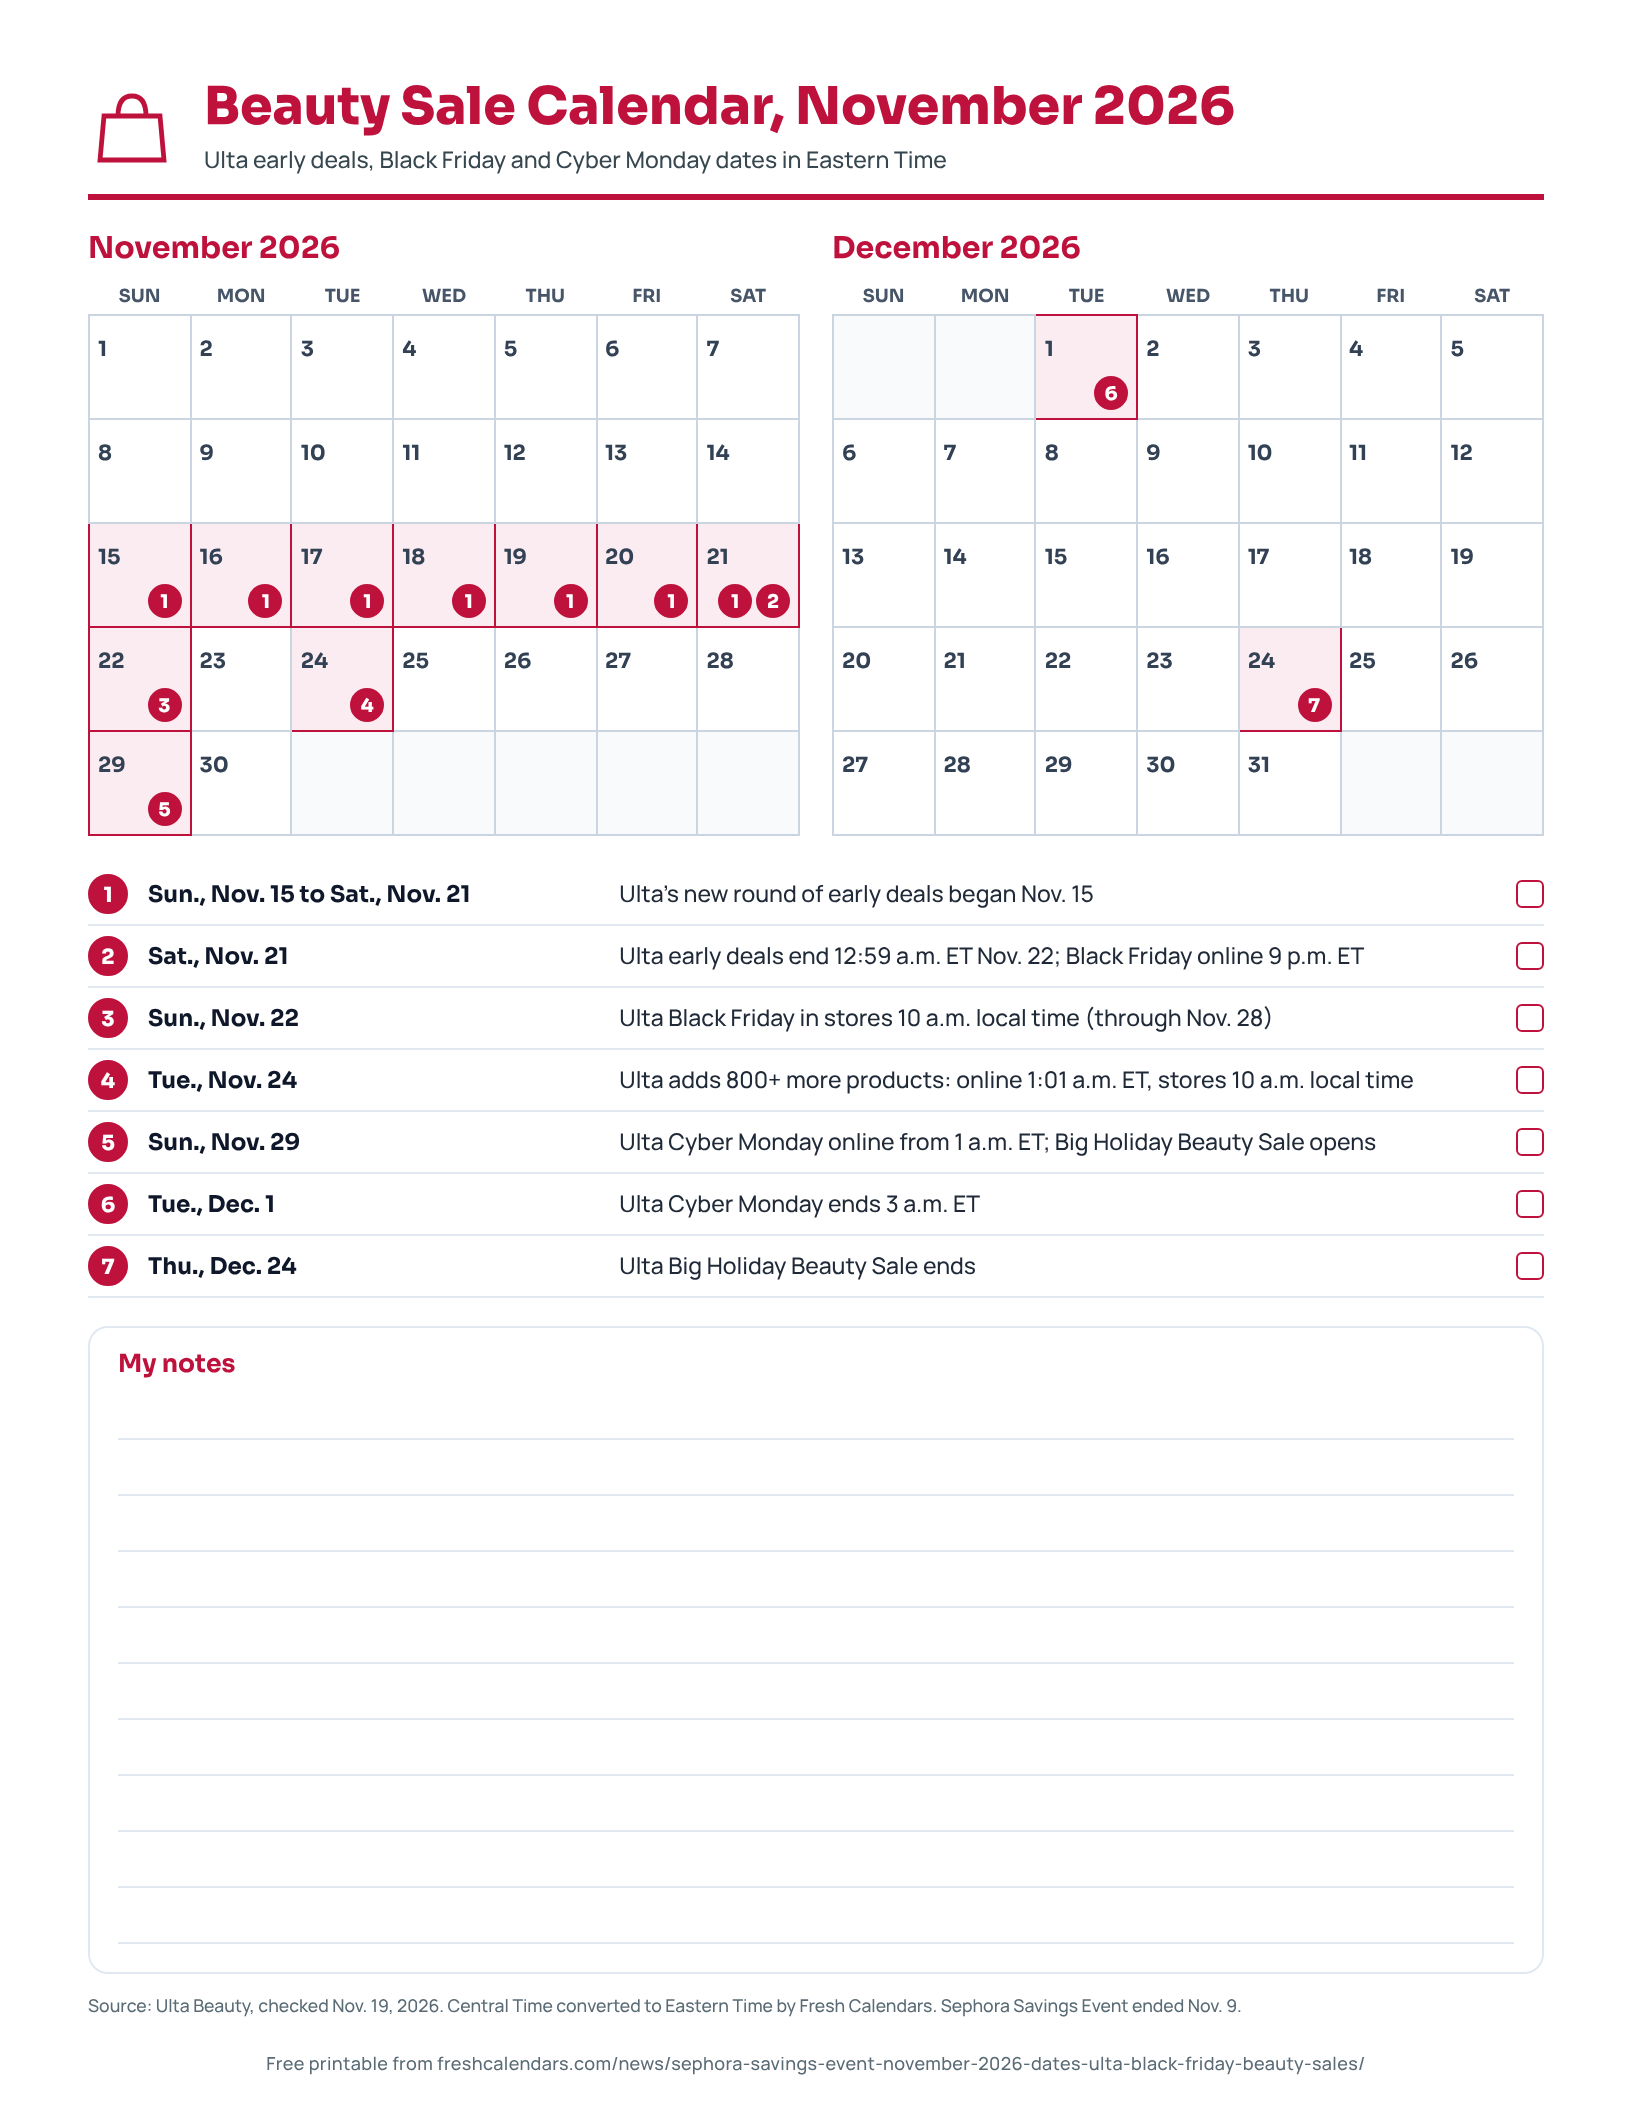 Beauty Sale Calendar, November 2026
Ulta early deals, Black Friday and Cyber Monday dates in Eastern Time
November 2026
SUN MON TUE WED THU FRI SAT
1 2 3 4 5 6 7
8 9 10 11 12 13 14
15 16 17 18 19 20 21
1 1 1 1 1 1 1 2
22 23 24 25 26 27 28
3 4
29 30
5
December 2026
SUN MON TUE WED THU FRI SAT
1 2 3 4 5
6
6 7 8 9 10 11 12
13 14 15 16 17 18 19
20 21 22 23 24 25 26
7
27 28 29 30 31
1 Sun., Nov. 15 to Sat., Nov. 21 Ulta’s new round of early deals began Nov. 15
2 Sat., Nov. 21 Ulta early deals end 12:59 a.m. ET Nov. 22; Black Friday online 9 p.m. ET
3 Sun., Nov. 22 Ulta Black Friday in stores 10 a.m. local time (through Nov. 28)
4 Tue., Nov. 24 Ulta adds 800+ more products: online 1:01 a.m. ET, stores 10 a.m. local time
5 Sun., Nov. 29 Ulta Cyber Monday online from 1 a.m. ET; Big Holiday Beauty Sale opens
6 Tue., Dec. 1 Ulta Cyber Monday ends 3 a.m. ET
7 Thu., Dec. 24 Ulta Big Holiday Beauty Sale ends
My notes
Source: Ulta Beauty, checked Nov. 19, 2026. Central Time converted to Eastern Time by Fresh Calendars. Sephora Savings Event ended Nov. 9.
Free printable from freshcalendars.com/news/sephora-savings-event-november-2026-dates-ulta-black-friday-beauty-sales/